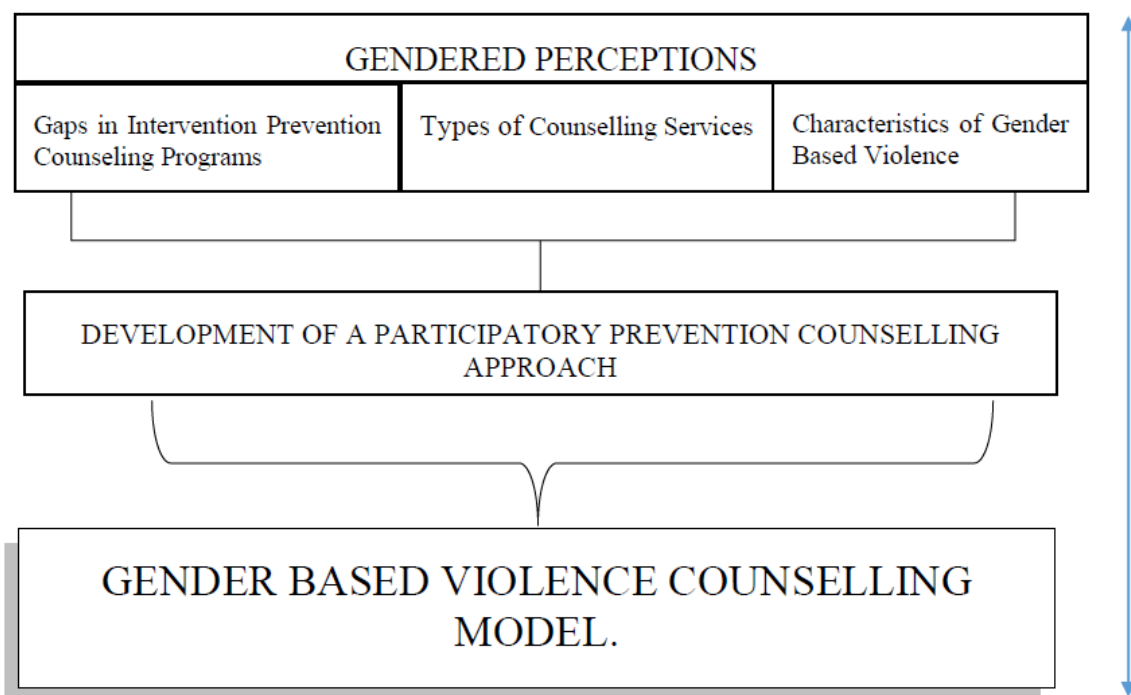 GENDERED PERCEPTIONS
Gaps in Intervention Prevention
Counseling Programs
Types of Counselling Services
Characteristics of Gender
Based Violence
DEVELOPMENT OF A PARTICIPATORY PREVENTION COUNSELLING
APPROACH
GENDER BASED VIOLENCE COUNSELLING
MODEL.